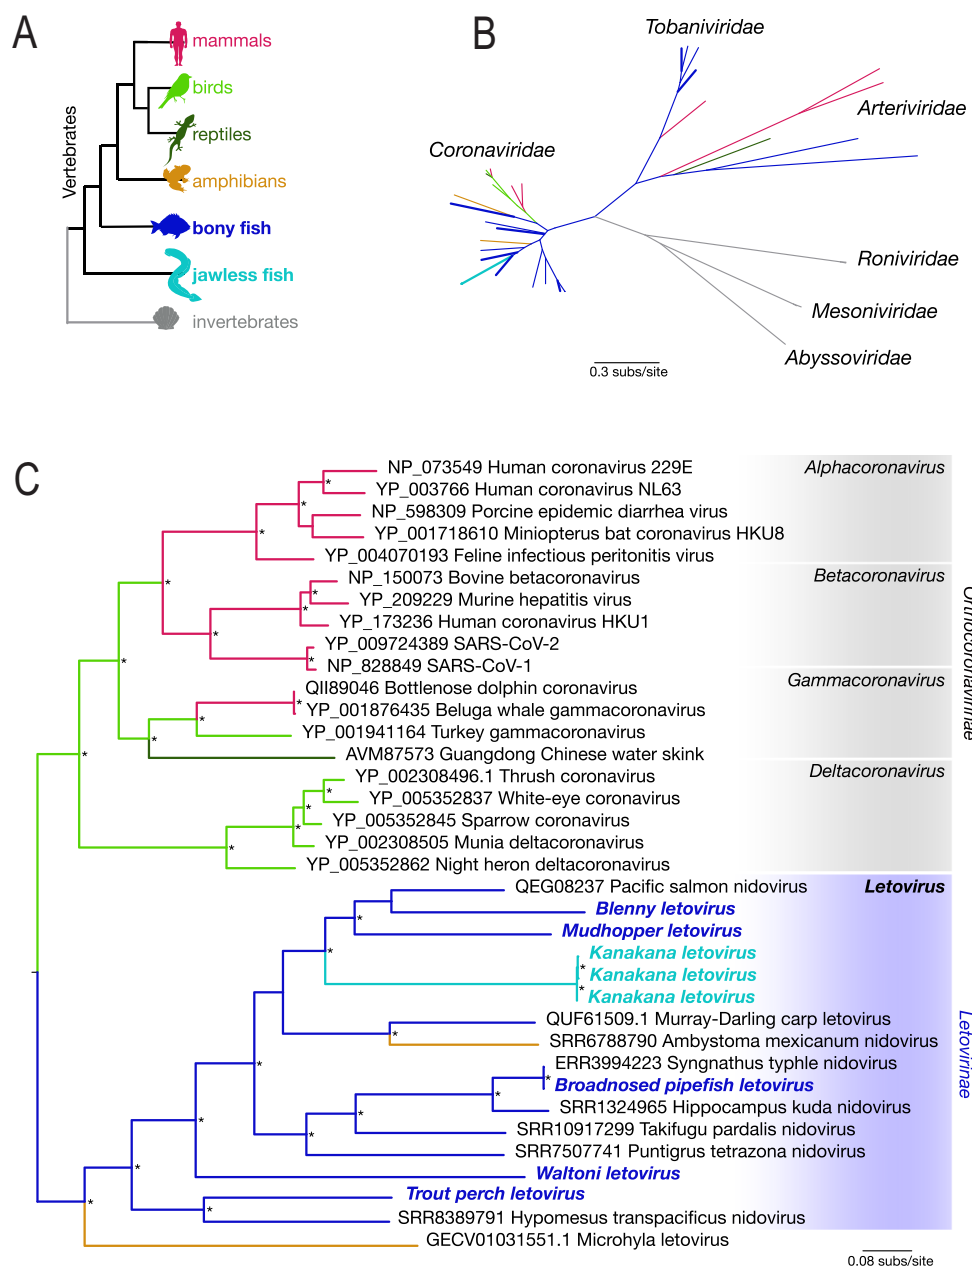 A
B
Vertebrates
mammals
birds
reptiles
amphibians
bony fish
jawless fish
invertebrates
Tobaniviridae
Arteriviridae
Coronaviridae
Roniviridae
Mesoniviridae
Abyssoviridae
0.3 subs/site
C
NP_073549 Human coronavirus 229E
YP_003766 Human coronavirus NL63
NP_598309 Porcine epidemic diarrhea virus
YP_001718610 Miniopterus bat coronavirus HKU8
YP_004070193 Feline infectious peritonitis virus
Alphacoronavirus
NP_150073 Bovine betacoronavirus
YP_209229 Murine hepatitis virus
YP_173236 Human coronavirus HKU1
YP_009724389 SARS-CoV-2
NP_828849 SARS-CoV-1
Betacoronavirus
QII89046 Bottlenose dolphin coronavirus
YP_001876435 Beluga whale gammacoronavirus
YP_001941164 Turkey gammacoronavirus
AVM87573 Guangdong Chinese water skink
Gammacoronavirus
YP_002308496.1 Thrush coronavirus
YP_005352837 White-eye coronavirus
YP_005352845 Sparrow coronavirus
YP_002308505 Munia deltacoronavirus
YP_005352862 Night heron deltacoronavirus
Deltacoronavirus
Orthocoronavirinae
QEG08237 Pacific salmon nidovirus
Letovirus
Blenny letovirus
Mudhopper letovirus
Kanakana letovirus
Kanakana letovirus
Kanakana letovirus
QUF61509.1 Murray-Darling carp letovirus
SRR6788790 Ambystoma mexicanum nidovirus
ERR3994223 Syngnathus typhle nidovirus
Broadnosed pipefish letovirus
SRR1324965 Hippocampus kuda nidovirus
SRR10917299 Takifugu pardalis nidovirus
SRR7507741 Puntigrus tetrazona nidovirus
Waltoni letovirus
Trout perch letovirus
SRR8389791 Hypomesus transpacificus nidovirus
GECV01031551.1 Microhyla letovirus
Letovirinae
0.08 subs/site